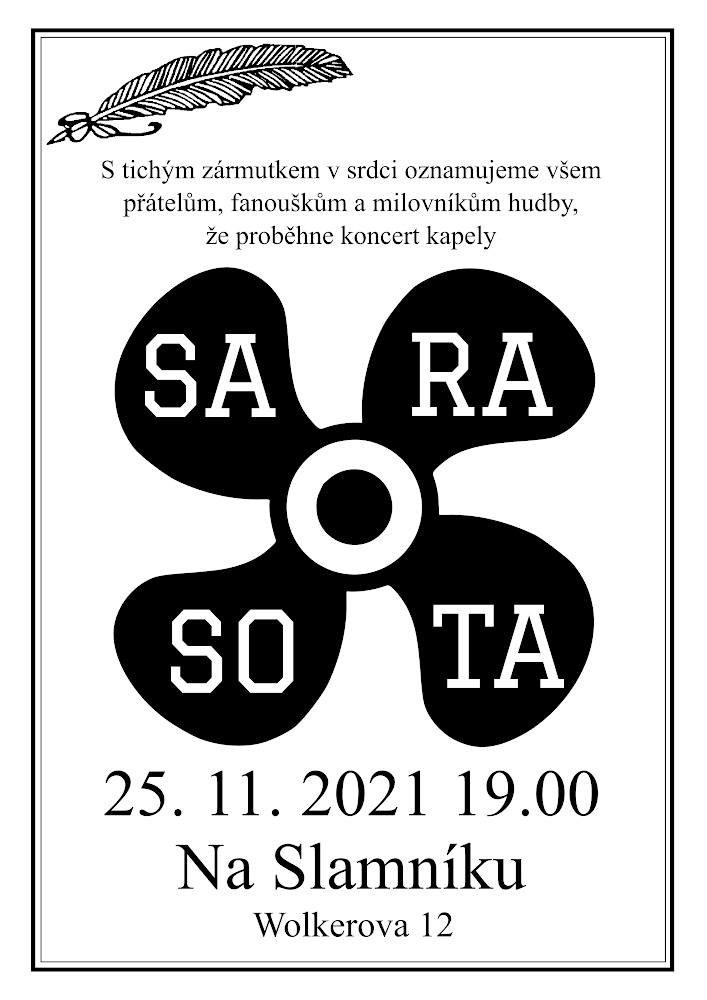 S tichým zármutkem v srdci oznamujeme všem
přátelům, fanouškům a milovníkům hudby,
že proběhne koncert kapely
SA RA
SO TA
25. 11. 2021 19.00
Na Slamníku
Wolkerova 12